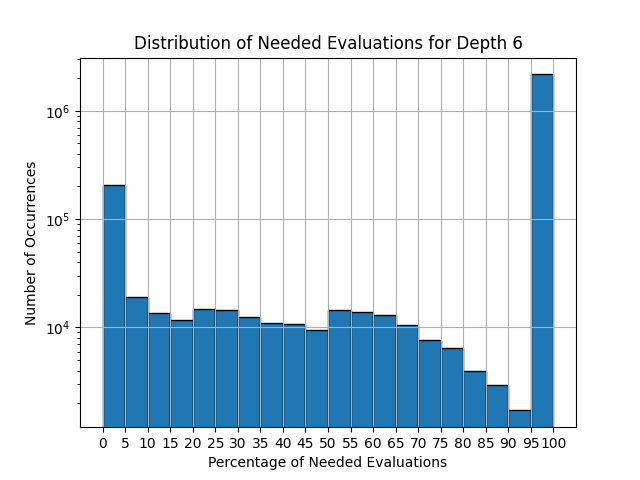 Distribution of Needed Evaluations for Depth 6
Number of Occurrences
10^6
10^5
10^4
0 5 10 15 20 25 30 35 40 45 50 55 60 65 70 75 80 85 90 95 100
Percentage of Needed Evaluations